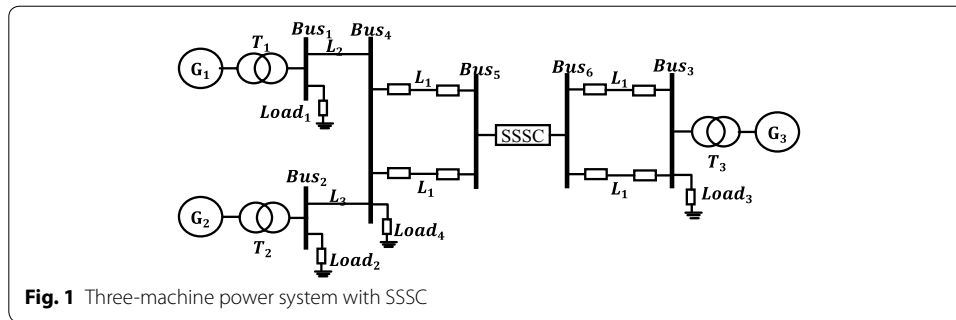 Bus₁ Bus₄
T₁ L₂ Bus₆ Bus₃
G₁ L₁ Bus₅ L₁
Load₁
SSSC G₃
T₃
Bus₂
L₁ L₁ Load₃
L₃
G₂ Load₄
T₂ Load₂
Fig. 1 Three-machine power system with SSSC